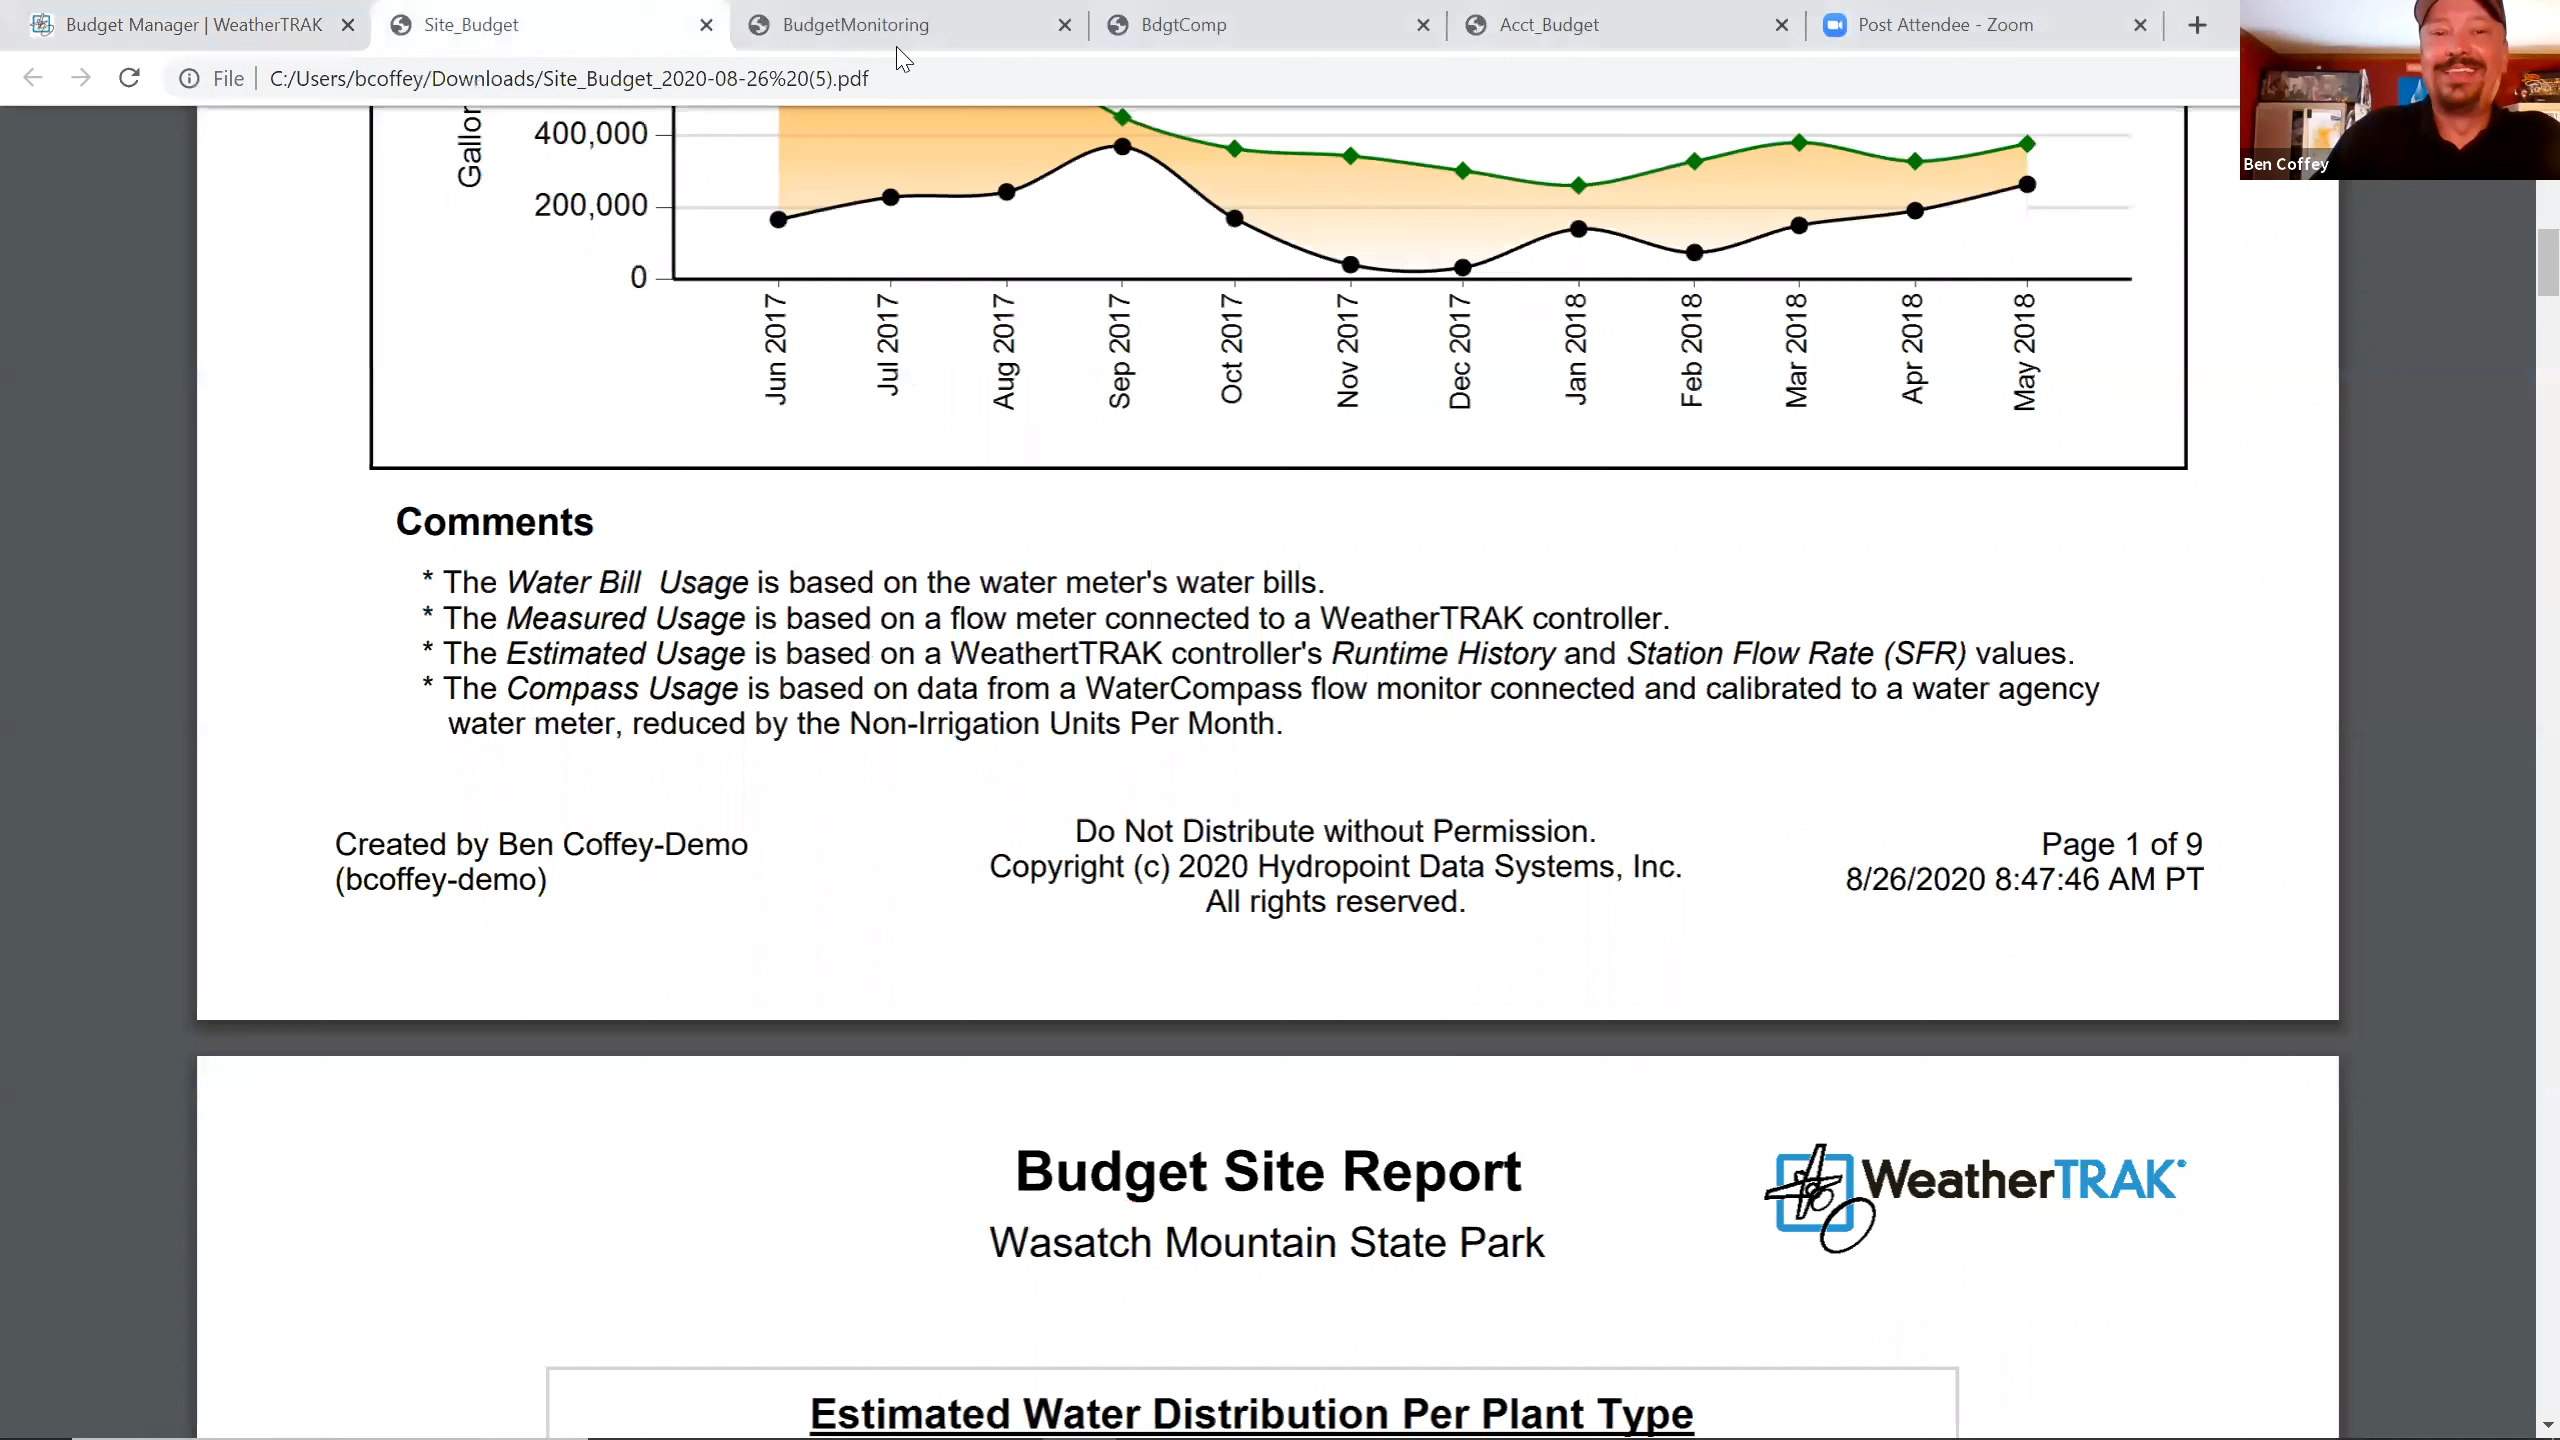 Budget Manager | WeatherTRAK
Site_Budget
BudgetMonitoring
BdgtComp
Acct_Budget
Post Attendee - Zoom
File
C:/Users/bcoffey/Downloads/Site_Budget_2020-08-26%20(5).pdf
Ben Coffey
400,000
200,000
0
Jun 2017
Jul 2017
Aug 2017
Sep 2017
Oct 2017
Nov 2017
Dec 2017
Jan 2018
Feb 2018
Mar 2018
Apr 2018
May 2018
Comments
* The Water Bill Usage is based on the water meter's water bills.
* The Measured Usage is based on a flow meter connected to a WeatherTRAK controller.
* The Estimated Usage is based on a WeathertTRAK controller's Runtime History and Station Flow Rate (SFR) values.
* The Compass Usage is based on data from a WaterCompass flow monitor connected and calibrated to a water agency
water meter, reduced by the Non-Irrigation Units Per Month.
Created by Ben Coffey-Demo
(bcoffey-demo)
Do Not Distribute without Permission.
Copyright (c) 2020 Hydropoint Data Systems, Inc.
All rights reserved.
Page 1 of 9
8/26/2020 8:47:46 AM PT
Budget Site Report
WeatherTRAK
Wasatch Mountain State Park
Estimated Water Distribution Per Plant Type